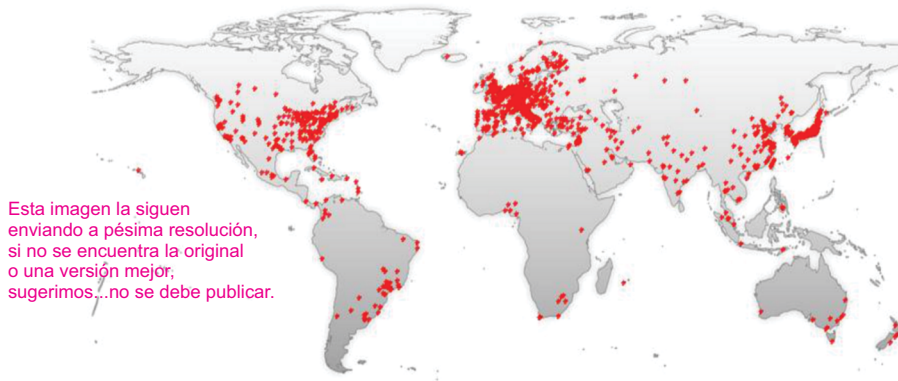 Esta imagen la siguen
enviando a pésima resolución,
si no se encuentra la original
o una versión mejor,
sugerimos...no se debe publicar.